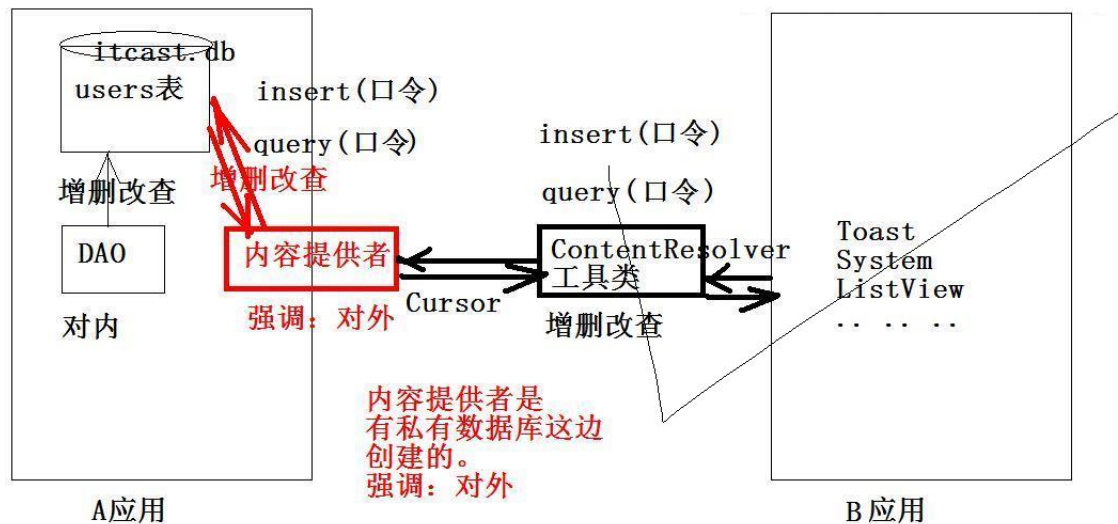 itcast.db
users表
insert(口令)
query(口令)
增删改查
增删改查
DAO
对内
内容提供者
强调: 对外
Cursor
insert(口令)
query(口令)
ContentResolver
工具类
增删改查
Toast
System
ListView
.. .. ..
内容提供者是
有私有数据库这边
创建的。
强调: 对外
A应用
B应用